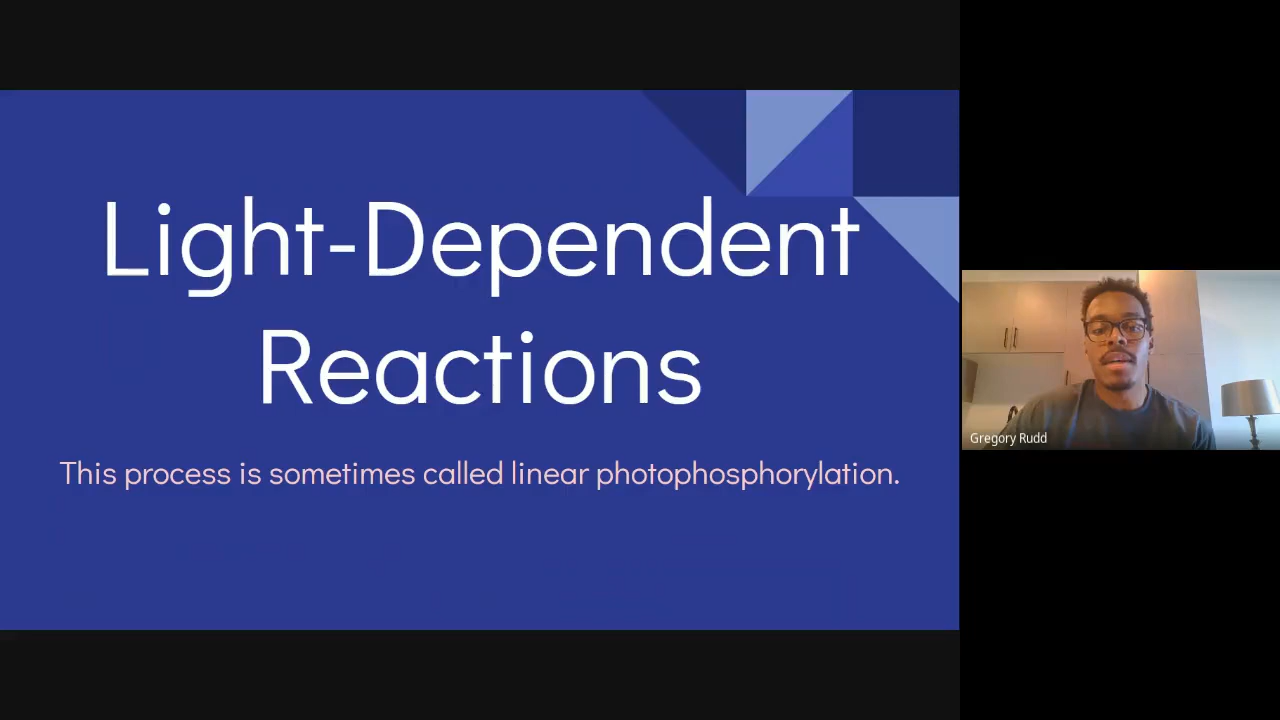 Light-Dependent
Reactions
This process is sometimes called linear photophosphorylation.
Gregory Rudd